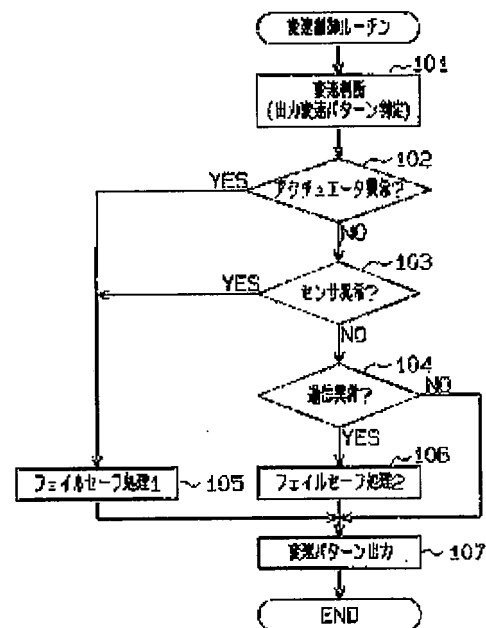 変速制御ルーチン
101
変速判断
(出力変速パターン判定)
102
アクチュエータ異常?
YES
NO
103
センサ異常?
YES
NO
104
通信異常?
NO
YES
フェイルセーフ処理1
105
106
フェイルセーフ処理2
変速パターン出力
107
END